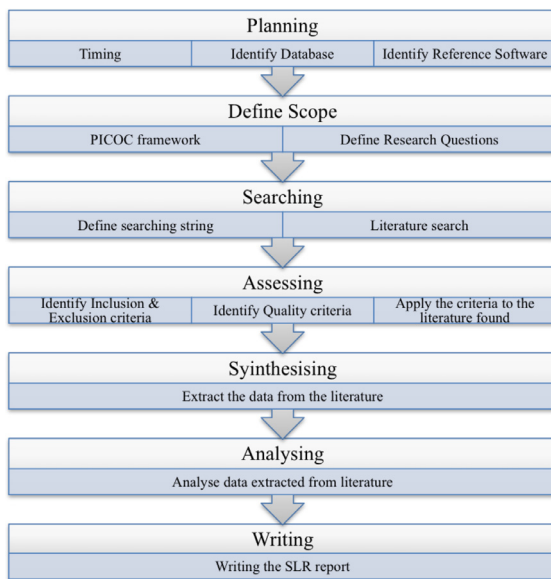 Planning
Timing
Identify Database
Identify Reference Software
Define Scope
PICOC framework
Define Research Questions
Searching
Define searching string
Literature search
Assessing
Identify Inclusion &
Exclusion criteria
Identify Quality criteria
Apply the criteria to the
literature found
Syinthesising
Extract the data from the literature
Analysing
Analyse data extracted from literature
Writing
Writing the SLR report